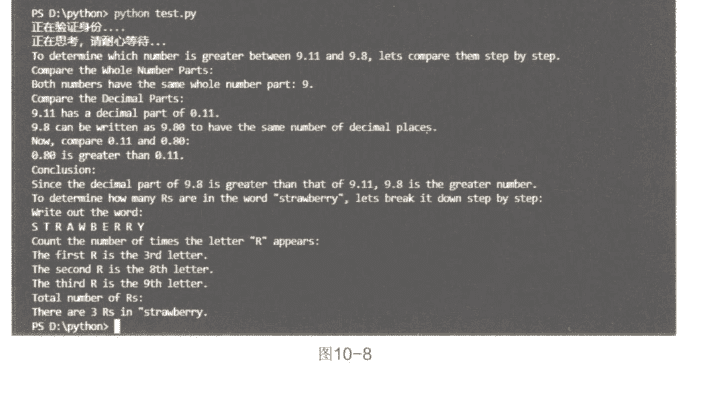 PS D:\python> python test.py
正在验证身份....
正在思考，请耐心等待...
To determine which number is greater between 9.11 and 9.8, lets compare them step by step.
Compare the Whole Number Parts:
Both numbers have the same whole number part: 9.
Compare the Decimal Parts:
9.11 has a decimal part of 0.11.
9.8 can be written as 9.80 to have the same number of decimal places.
Now, compare 0.11 and 0.80:
0.80 is greater than 0.11.
Conclusion:
Since the decimal part of 9.8 is greater than that of 9.11, 9.8 is the greater number.
To determine how many Rs are in the word "strawberry", lets break it down step by step:
Write out the word:
S T R A W B E R R Y
Count the number of times the letter "R" appears:
The first R is the 3rd letter.
The second R is the 8th letter.
The third R is the 9th letter.
Total number of Rs:
There are 3 Rs in "strawberry.
PS D:\python>
图10-8